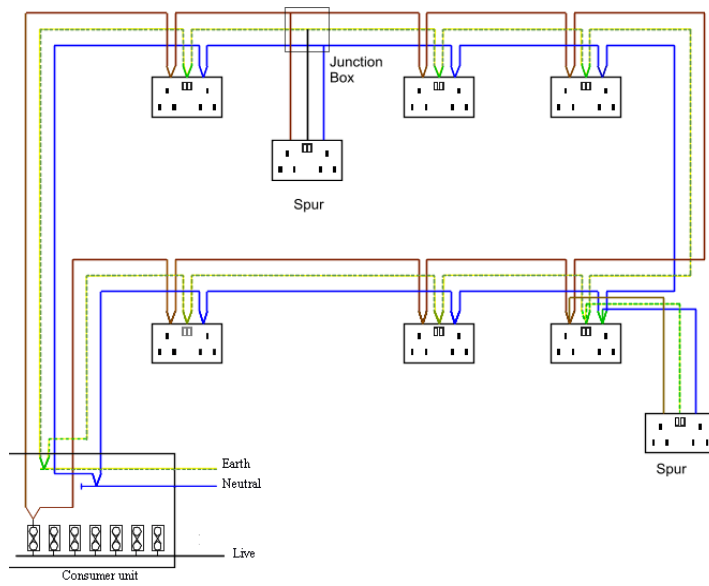 Junction
Box
Spur
Spur
Earth
Neutral
Live
Consumer unit